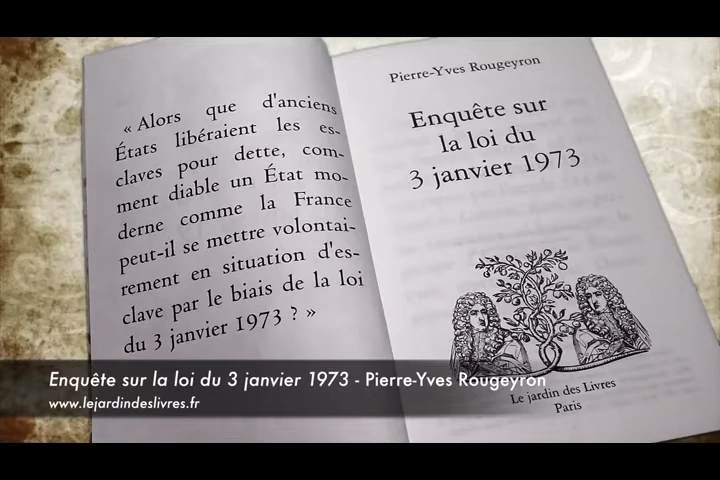 « Alors que d'anciens
États libéraient les es-
claves pour dette, com-
ment diable un État mo-
derne comme la France
peut-il se mettre volontai-
rement en situation d'es-
clave par le biais de la loi
du 3 janvier 1973 ? »
Pierre-Yves Rougeyron
Enquête sur
la loi du
3 janvier 1973
Le jardin des Livres
Paris
Enquête sur la loi du 3 janvier 1973 - Pierre-Yves Rougeyron
www.lejardindeslivres.fr